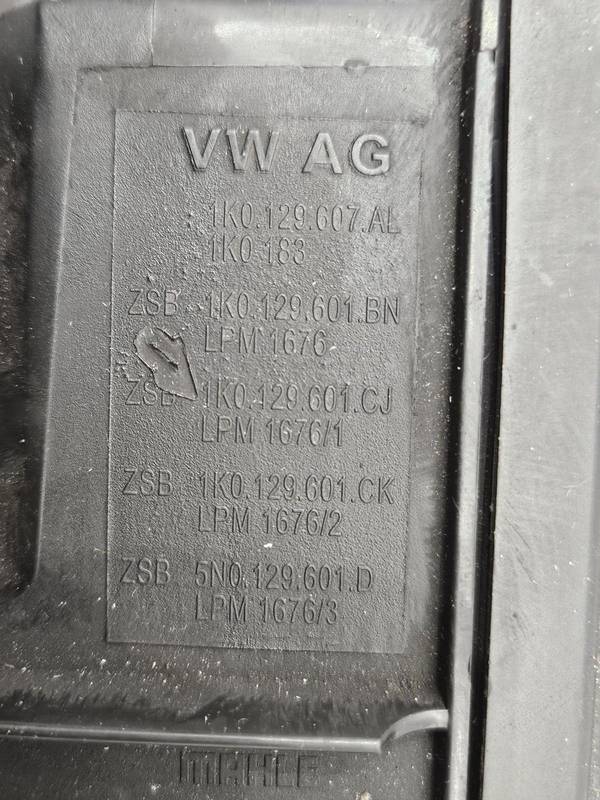 VW AG
1K0.129.607.AL
1K0 183
ZSB 1K0.129.601.BN
LPM 1676
ZSB 1K0.129.601.CJ
LPM 1676/1
ZSB 1K0.129.601.CK
LPM 1676/2
ZSB 5N0.129.601.D
LPM 1676/3
MAHLE